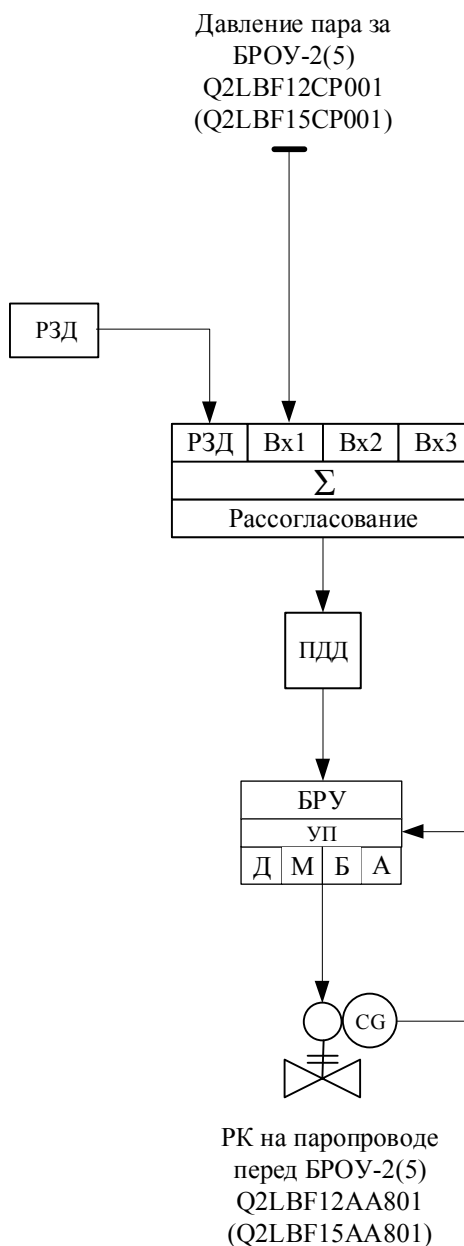 Давление пара за
БРОУ-2(5)
Q2LBF12CP001
(Q2LBF15CP001)
РЗД
РЗД Вх1 Вх2 Вх3
Σ
Рассогласование
ПДД
БРУ
УП
Д М Б А
CG
РК на паропроводе
перед БРОУ-2(5)
Q2LBF12AA801
(Q2LBF15AA801)